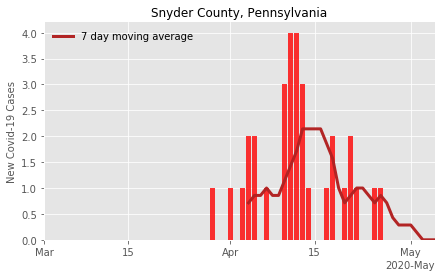 Snyder County, Pennsylvania
7 day moving average
New Covid-19 Cases
4.0
3.5
3.0
2.5
2.0
1.5
1.0
0.5
0.0
Mar 15 Apr 15 May
2020-May